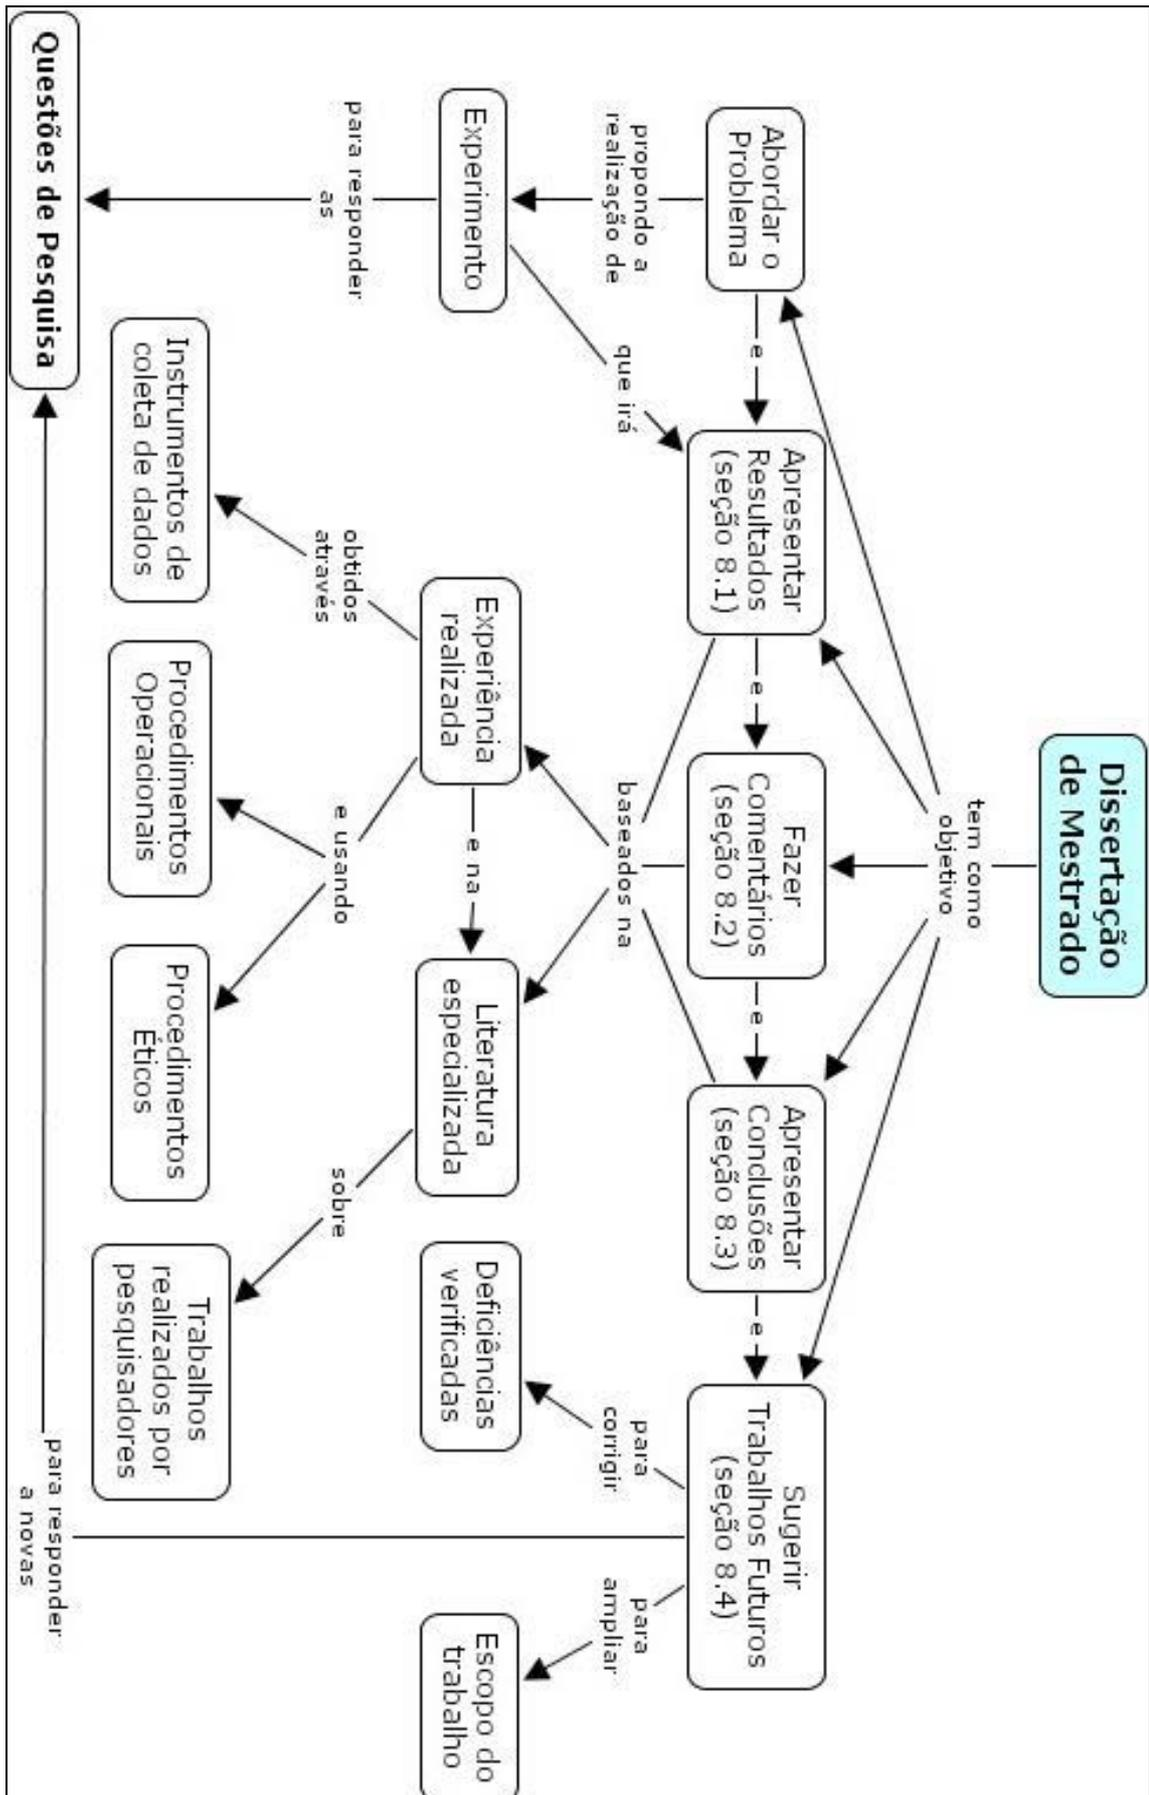 Dissertação
de Mestrado
tem como
objetivo
Abordar o
Problema
e
Apresentar
Resultados
(seção 8.1)
e
Fazer
Comentários
(seção 8.2)
e
Apresentar
Conclusões
(seção 8.3)
e
Sugerir
Trabalhos Futuros
(seção 8.4)
propondo a
realização de
que irá
baseados na
para
corrigir
para
ampliar
Experimento
Experiência
realizada
e na
Literatura
especializada
Deficiências
verificadas
Escopo do
trabalho
para responder
as
obtidos
através
e usando
sobre
Instrumentos de
coleta de dados
Procedimentos
Operacionais
Procedimentos
Éticos
Trabalhos
realizados por
pesquisadores
Questões de Pesquisa
para responder
a novas